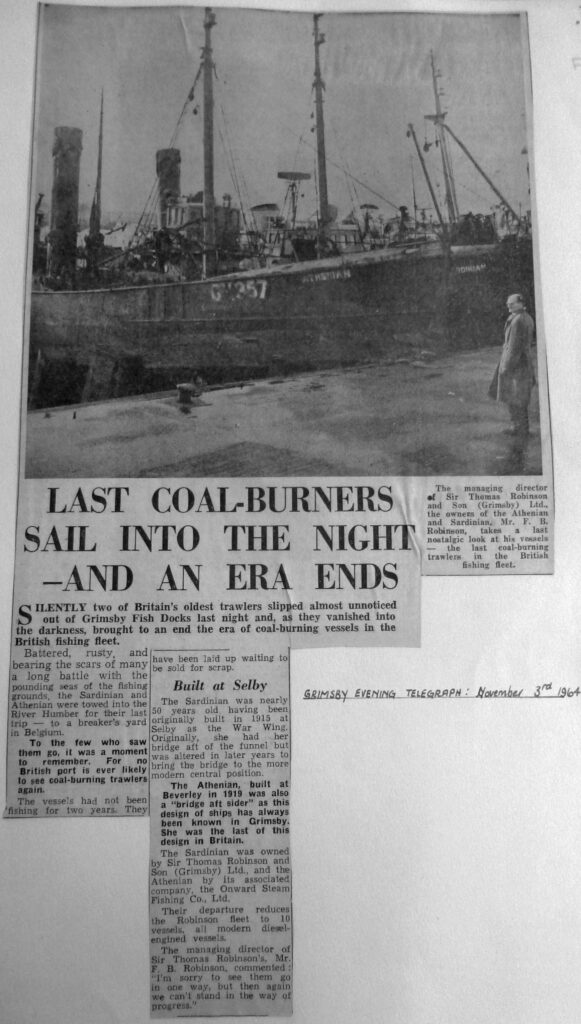 GY 257
ATHENIAN
LAST COAL-BURNERS
SAIL INTO THE NIGHT
—AND AN ERA ENDS
The managing director
of Sir Thomas Robinson
and Son (Grimsby) Ltd.,
the owners of the Athenian
and Sardinian, Mr. F. B.
Robinson, takes a last
nostalgic look at his vessels
— the last coal-burning
trawlers in the British
fishing fleet.
SILENTLY two of Britain's oldest trawlers slipped almost unnoticed
out of Grimsby Fish Docks last night and, as they vanished into
the darkness, brought to an end the era of coal-burning vessels in the
British fishing fleet.
Battered, rusty and
bearing the scars of many
a long battle with the
pounding seas of the fishing
grounds, the Sardinian and
Athenian were towed into the
River Humber for their last
trip — to a breaker's yard
in Belgium.
To the few who saw
them go, it was a moment
to remember. For no
British port is ever likely
to see coal-burning trawlers
again.
The vessels had not been
fishing for two years. They
have been laid up waiting to
be sold for scrap.
Built at Selby
The Sardinian was nearly
50 years old having been
originally built in 1915 at
Selby as the War Wing.
Originally, she had her
bridge aft of the funnel but
was altered in later years to
bring the bridge to the more
modern central position.
The Athenian, built at
Beverley in 1919 was also
a "bridge aft sider" as this
design of ships has always
been known in Grimsby.
She was the last of this
design in Britain.
The Sardinian was owned
by Sir Thomas Robinson and
Son (Grimsby) Ltd., and the
Athenian by its associated
company, the Onward Steam
Fishing Co., Ltd.
Their departure reduces
the Robinson fleet to 10
vessels, all modern diesel-
engined vessels.
The managing director of
Sir Thomas Robinson's, Mr.
F. B. Robinson, commented:
"I'm sorry to see them go
in one way, but then again
we can't stand in the way of
progress."
GRIMSBY EVENING TELEGRAPH: November 3rd 1964